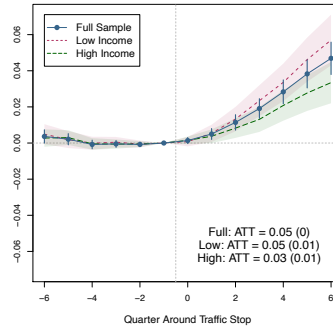 Full Sample
Low Income
High Income
0.06
0.04
0.02
0.00
−0.02
−0.04
−0.06
Full: ATT = 0.05 (0)
Low: ATT = 0.05 (0.01)
High: ATT = 0.03 (0.01)
−6 −4 −2 0 2 4 6
Quarter Around Traffic Stop